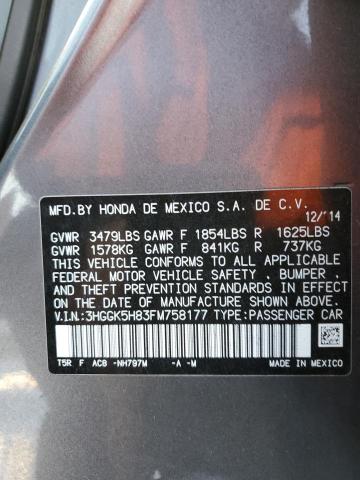 MFD.BY HONDA DE MEXICO S.A. DE C.V.
12/'14
GVWR 3479LBS GAWR F 1854LBS R 1625LBS
GVWR 1578KG GAWR F 841KG R 737KG
THIS VEHICLE CONFORMS TO ALL APPLICABLE
FEDERAL MOTOR VEHICLE SAFETY, BUMPER,
AND THEFT PREVENTION STANDARDS IN EFFECT
ON THE DATE OF MANUFACTURE SHOWN ABOVE.
V.I.N.:3HGGK5H83FM758177 TYPE:PASSENGER CAR
T5R F AC8 -NH797M -A -M MADE IN MEXICO